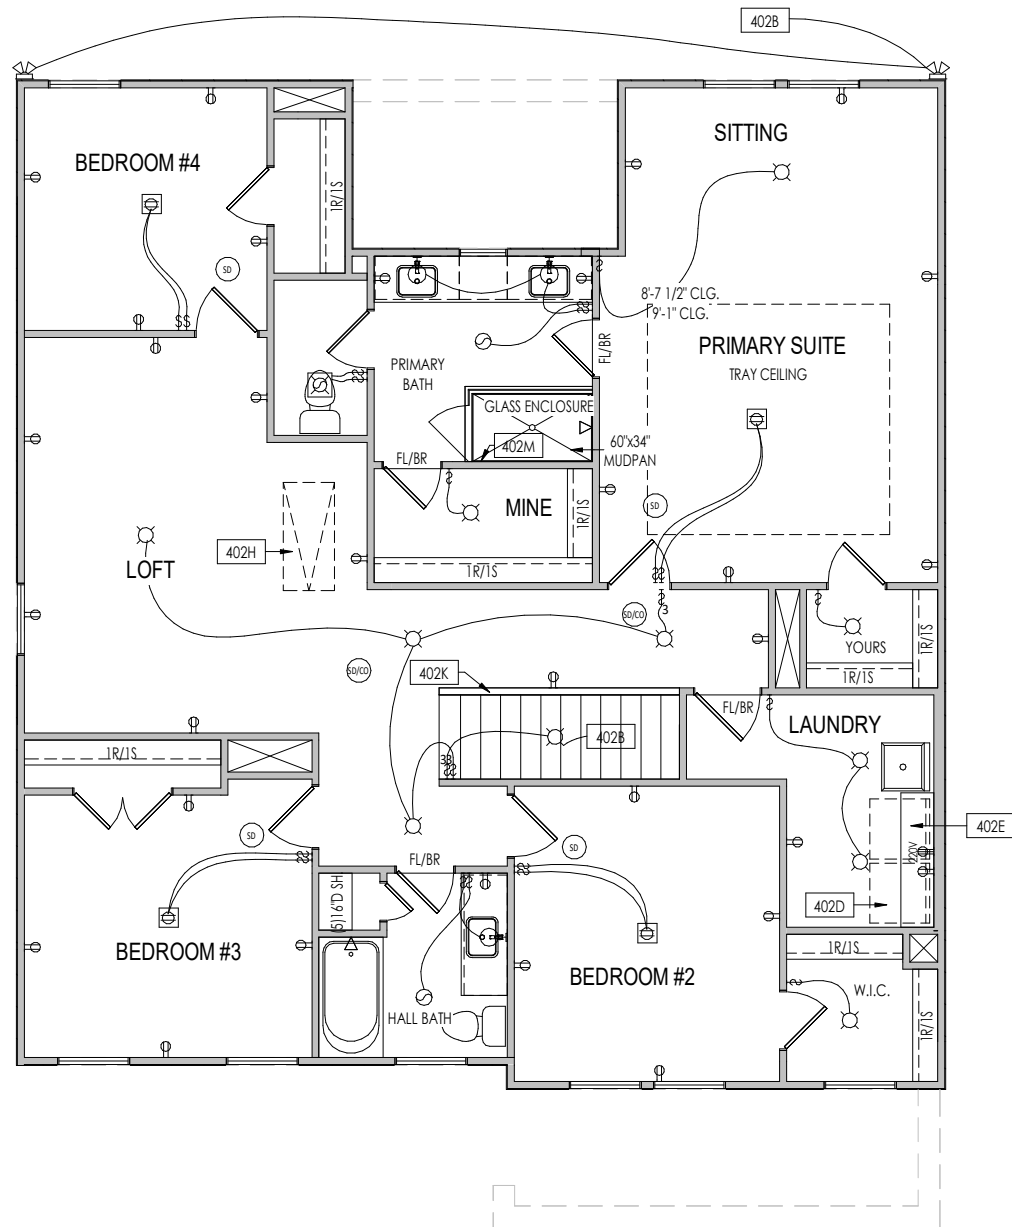 402B
SITTING
BEDROOM #4
1R/1S
SD
8'-7 1/2" CLG.
9'-1" CLG.
$$
PRIMARY SUITE
TRAY CEILING
FL/BR
PRIMARY
BATH
GLASS ENCLOSURE
402M
60"x34"
MUDPAN
FL/BR
MINE
1R/1S
SD
402H
LOFT
1R/1S
SD/CO
3
YOURS
1R/1S
1R/1S
SD/CO
402K
FL/BR
LAUNDRY
402B
33
1R/1S
402E
220V
SD
SD
FL/BR
(5)16"D SH.
402D
BEDROOM #3
BEDROOM #2
1R/1S
W.I.C.
HALL BATH
1R/1S